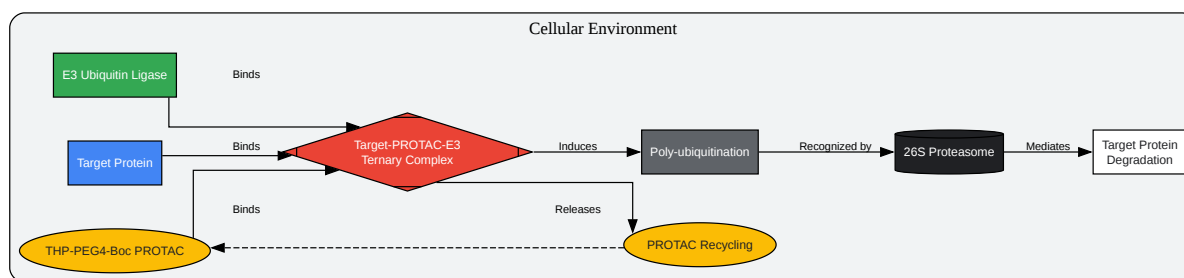 Cellular Environment
E3 Ubiquitin Ligase
Binds
Target Protein
Binds
Target-PROTAC-E3
Ternary Complex
Induces
Poly-ubiquitination
Recognized by
26S Proteasome
Mediates
Target Protein
Degradation
Binds
Releases
THP-PEG4-Boc PROTAC
PROTAC Recycling